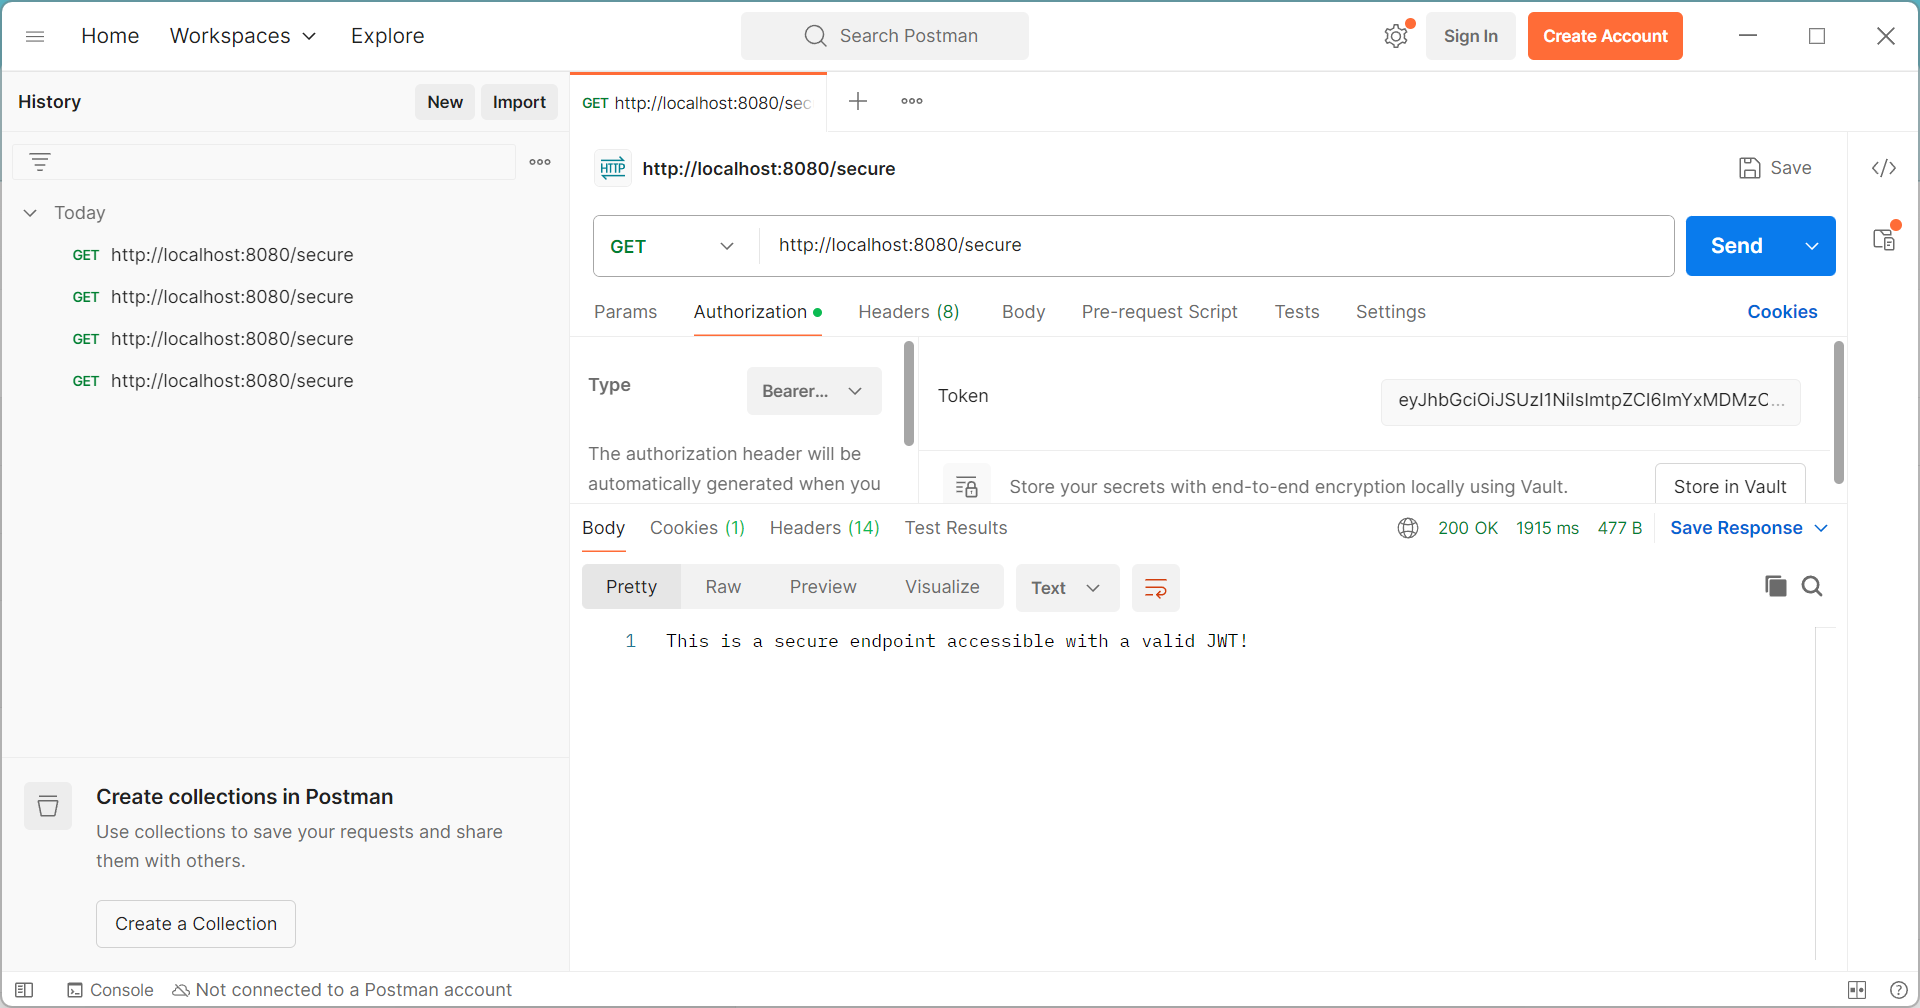 Home Workspaces Explore Search Postman Sign In Create Account
History New Import
Today
GET http://localhost:8080/secure
GET http://localhost:8080/secure
GET http://localhost:8080/secure
GET http://localhost:8080/secure
Create collections in Postman
Use collections to save your requests and share
them with others.
Create a Collection
GET http://localhost:8080/sec
HTTP http://localhost:8080/secure Save
GET http://localhost:8080/secure Send
Params Authorization Headers (8) Body Pre-request Script Tests Settings Cookies
Type Bearer...
The authorization header will be
automatically generated when you
Token eyJhbGciOiJSUzI1NiIsImtpZCI6ImYxMDMzC...
Store your secrets with end-to-end encryption locally using Vault. Store in Vault
Body Cookies (1) Headers (14) Test Results 200 OK 1915 ms 477 B Save Response
Pretty Raw Preview Visualize Text
1 This is a secure endpoint accessible with a valid JWT!
Console Not connected to a Postman account